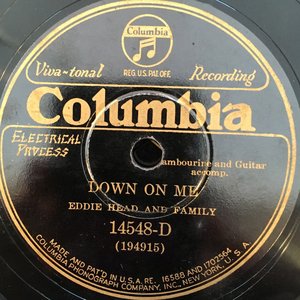 Columbia
Viva-tonal REG. U.S. PAT. OFF. Recording
Columbia
ELECTRICAL
PROCESS
ambourine and Guitar
accomp.
DOWN ON ME
EDDIE HEAD AND FAMILY
14548-D
(194915)
MADE AND PAT'D IN U.S.A. RE. 16588 AND 1702564
COLUMBIA PHONOGRAPH COMPANY, INC., NEW YORK, U.S.A.